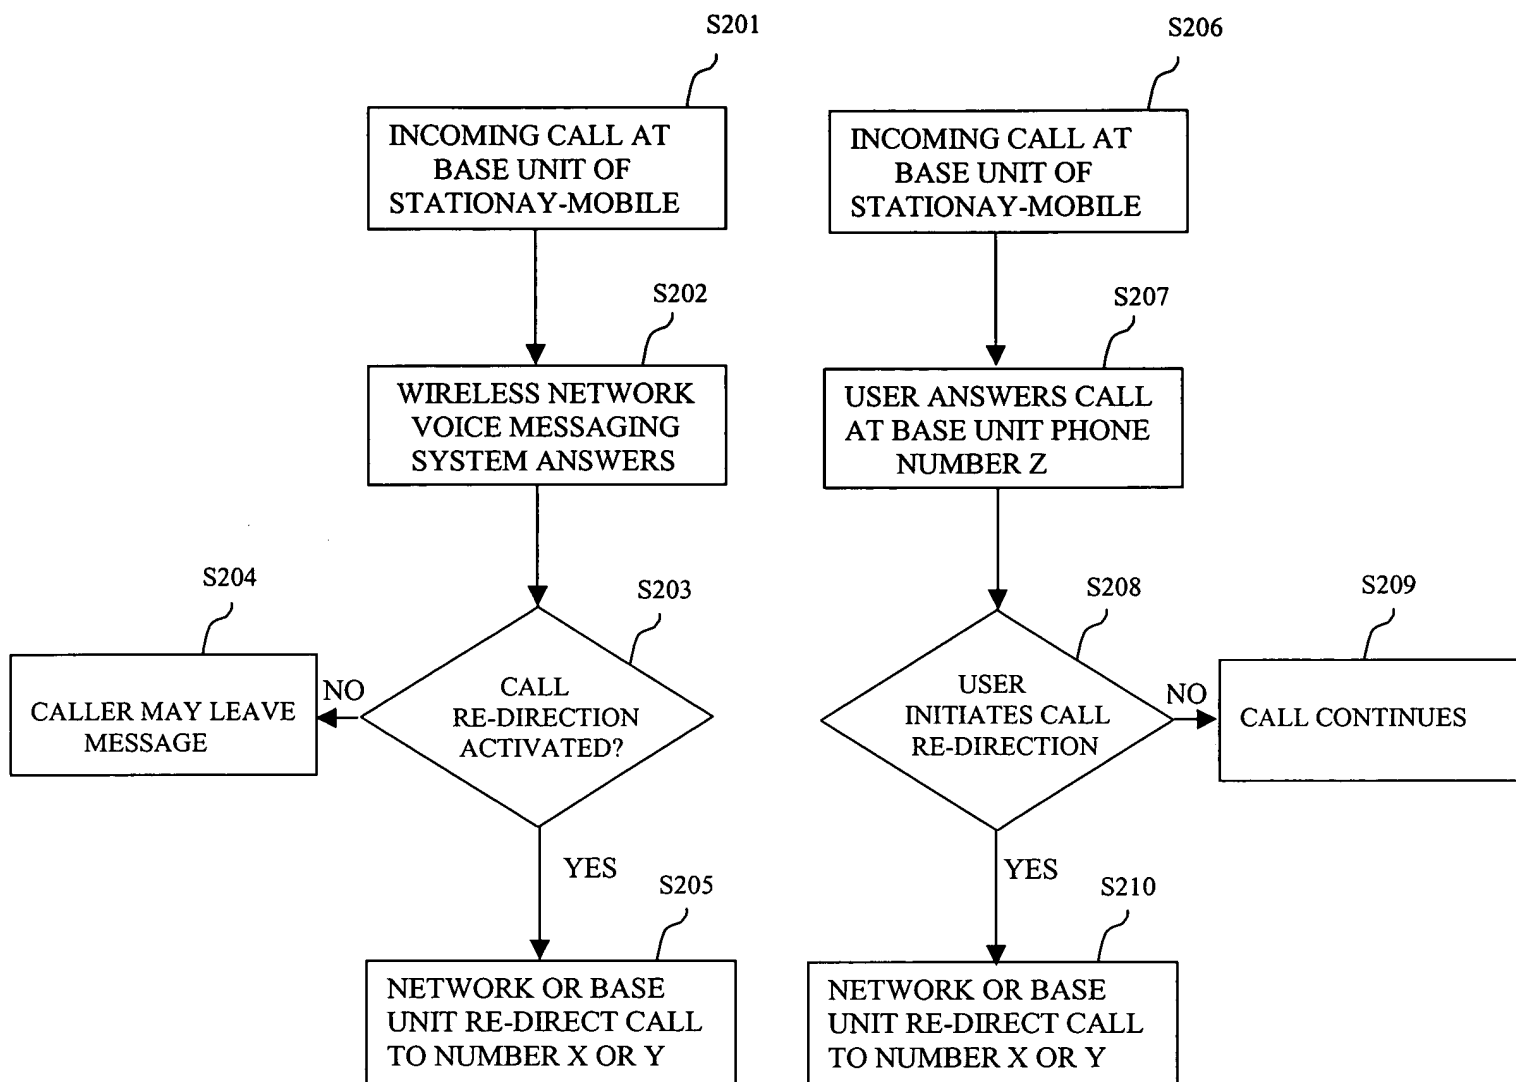 S201
INCOMING CALL AT
BASE UNIT OF
STATIONAY-MOBILE
S202
WIRELESS NETWORK
VOICE MESSAGING
SYSTEM ANSWERS
S203
CALL
RE-DIRECTION
ACTIVATED?
NO
S204
CALLER MAY LEAVE
MESSAGE
YES
S205
NETWORK OR BASE
UNIT RE-DIRECT CALL
TO NUMBER X OR Y
S206
INCOMING CALL AT
BASE UNIT OF
STATIONAY-MOBILE
S207
USER ANSWERS CALL
AT BASE UNIT PHONE
NUMBER Z
S208
USER
INITIATES CALL
RE-DIRECTION
NO
S209
CALL CONTINUES
YES
S210
NETWORK OR BASE
UNIT RE-DIRECT CALL
TO NUMBER X OR Y